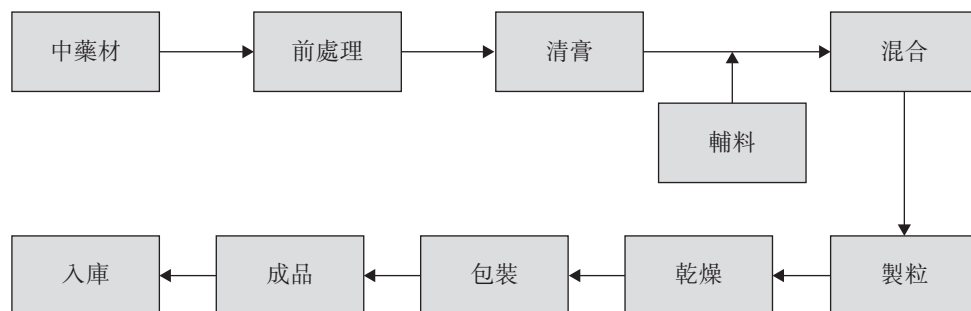 中藥材
前處理
清膏
混合
輔料
製粒
乾燥
包裝
成品
入庫